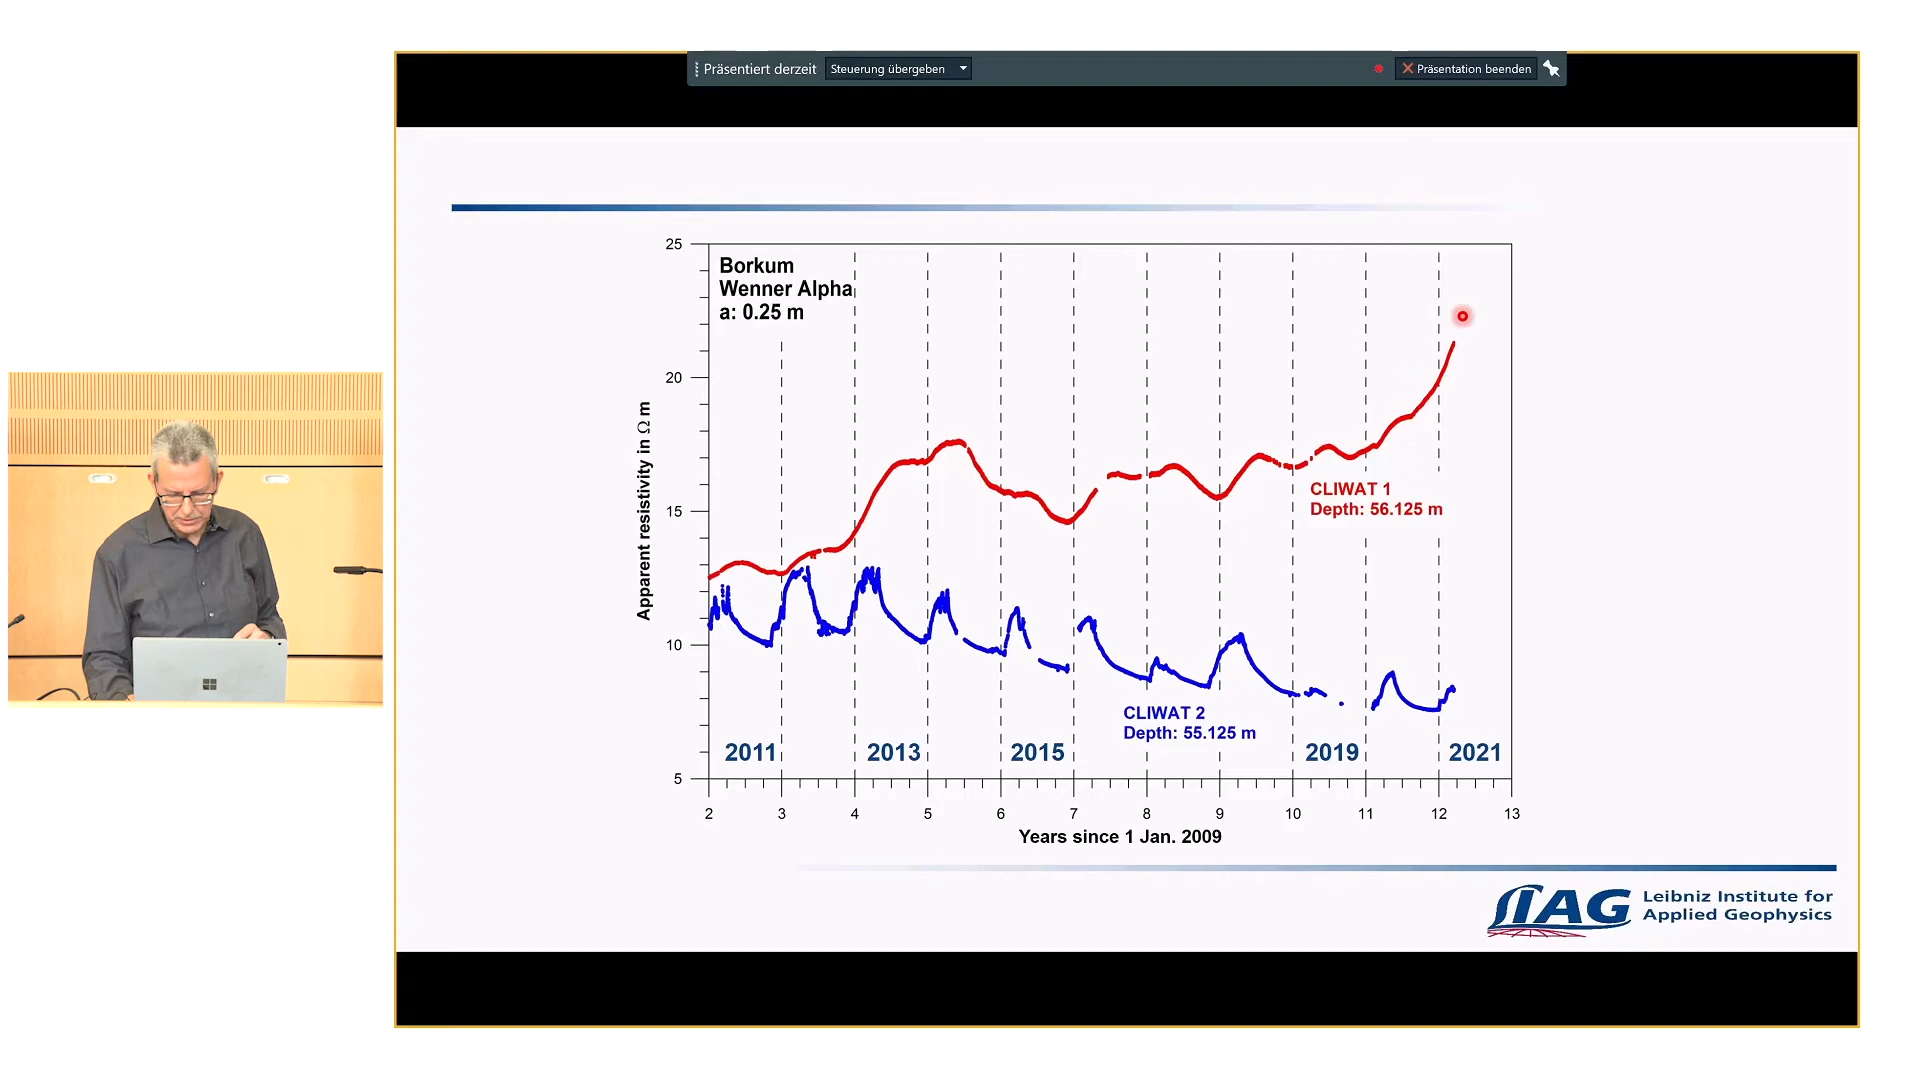 Präsentiert derzeit
Steuerung übergeben
Präsentation beenden
25
20
15
10
5
Apparent resistivity in Ω m
Borkum
Wenner Alpha
a: 0.25 m
CLIWAT 1
Depth: 56.125 m
CLIWAT 2
Depth: 55.125 m
2011
2013
2015
2019
2021
2
3
4
5
6
7
8
9
10
11
12
13
Years since 1 Jan. 2009
LIAG
Leibniz Institute for
Applied Geophysics